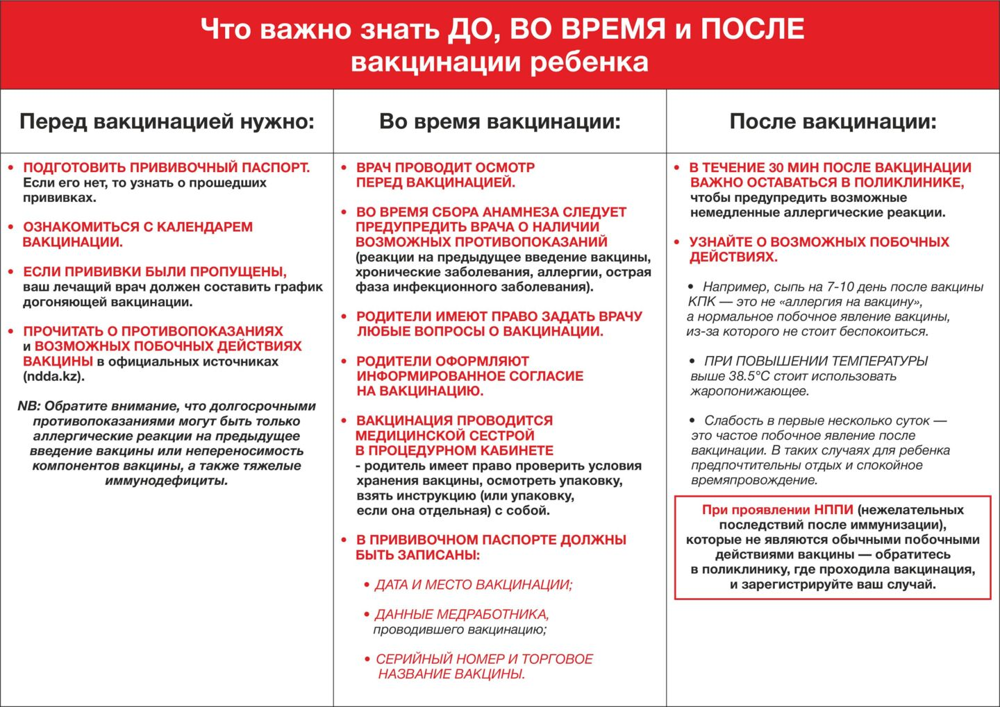 Что важно знать ДО, ВО ВРЕМЯ и ПОСЛЕ
вакцинации ребенка
Перед вакцинацией нужно:
• ПОДГОТОВИТЬ ПРИВИВОЧНЫЙ ПАСПОРТ.
Если его нет, то узнать о прошедших
прививках.
• ОЗНАКОМИТЬСЯ С КАЛЕНДАРЕМ
ВАКЦИНАЦИИ.
• ЕСЛИ ПРИВИВКИ БЫЛИ ПРОПУЩЕНЫ,
ваш лечащий врач должен составить график
догоняющей вакцинации.
• ПРОЧИТАТЬ О ПРОТИВОПОКАЗАНИЯХ
и ВОЗМОЖНЫХ ПОБОЧНЫХ ДЕЙСТВИЯХ
ВАКЦИНЫ в официальных источниках
(ndda.kz).
NB: Обратите внимание, что долгосрочными
противопоказаниями могут быть только
аллергические реакции на предыдущее
введение вакцины или непереносимость
компонентов вакцины, а также тяжелые
иммунодефициты.
Во время вакцинации:
• ВРАЧ ПРОВОДИТ ОСМОТР
ПЕРЕД ВАКЦИНАЦИЕЙ.
• ВО ВРЕМЯ СБОРА АНАМНЕЗА СЛЕДУЕТ
ПРЕДУПРЕДИТЬ ВРАЧА О НАЛИЧИИ
ВОЗМОЖНЫХ ПРОТИВОПОКАЗАНИЙ
(реакции на предыдущее введение вакцины,
хронические заболевания, аллергии, острая
фаза инфекционного заболевания).
• РОДИТЕЛИ ИМЕЮТ ПРАВО ЗАДАТЬ ВРАЧУ
ЛЮБЫЕ ВОПРОСЫ О ВАКЦИНАЦИИ.
• РОДИТЕЛИ ОФОРМЛЯЮТ
ИНФОРМИРОВАННОЕ СОГЛАСИЕ
НА ВАКЦИНАЦИЮ.
• ВАКЦИНАЦИЯ ПРОВОДИТСЯ
МЕДИЦИНСКОЙ СЕСТРОЙ
В ПРОЦЕДУРНОМ КАБИНЕТЕ
- родитель имеет право проверить условия
хранения вакцины, осмотреть упаковку,
взять инструкцию (или упаковку,
если она отдельная) с собой.
• В ПРИВИВОЧНОМ ПАСПОРТЕ ДОЛЖНЫ
БЫТЬ ЗАПИСАНЫ:
• ДАТА И МЕСТО ВАКЦИНАЦИИ;
• ДАННЫЕ МЕДРАБОТНИКА,
проводившего вакцинацию;
• СЕРИЙНЫЙ НОМЕР И ТОРГОВОЕ
НАЗВАНИЕ ВАКЦИНЫ.
После вакцинации:
• В ТЕЧЕНИЕ 30 МИН ПОСЛЕ ВАКЦИНАЦИИ
ВАЖНО ОСТАВАТЬСЯ В ПОЛИКЛИНИКЕ,
чтобы предупредить возможные
немедленные аллергические реакции.
• УЗНАЙТЕ О ВОЗМОЖНЫХ ПОБОЧНЫХ
ДЕЙСТВИЯХ.
• Например, сыпь на 7-10 день после вакцины
КПК — это не «аллергия на вакцину»,
а нормальное побочное явление вакцины,
из-за которого не стоит беспокоиться.
• ПРИ ПОВЫШЕНИИ ТЕМПЕРАТУРЫ
выше 38.5°С стоит использовать
жаропонижающее.
• Слабость в первые несколько суток —
это частое побочное явление после
вакцинации. В таких случаях для ребенка
предпочтительны отдых и спокойное
времяпровождение.
При проявлении НППИ (нежелательных
последствий после иммунизации),
которые не являются обычными побочными
действиями вакцины — обратитесь
в поликлинику, где проходила вакцинация,
и зарегистрируйте ваш случай.